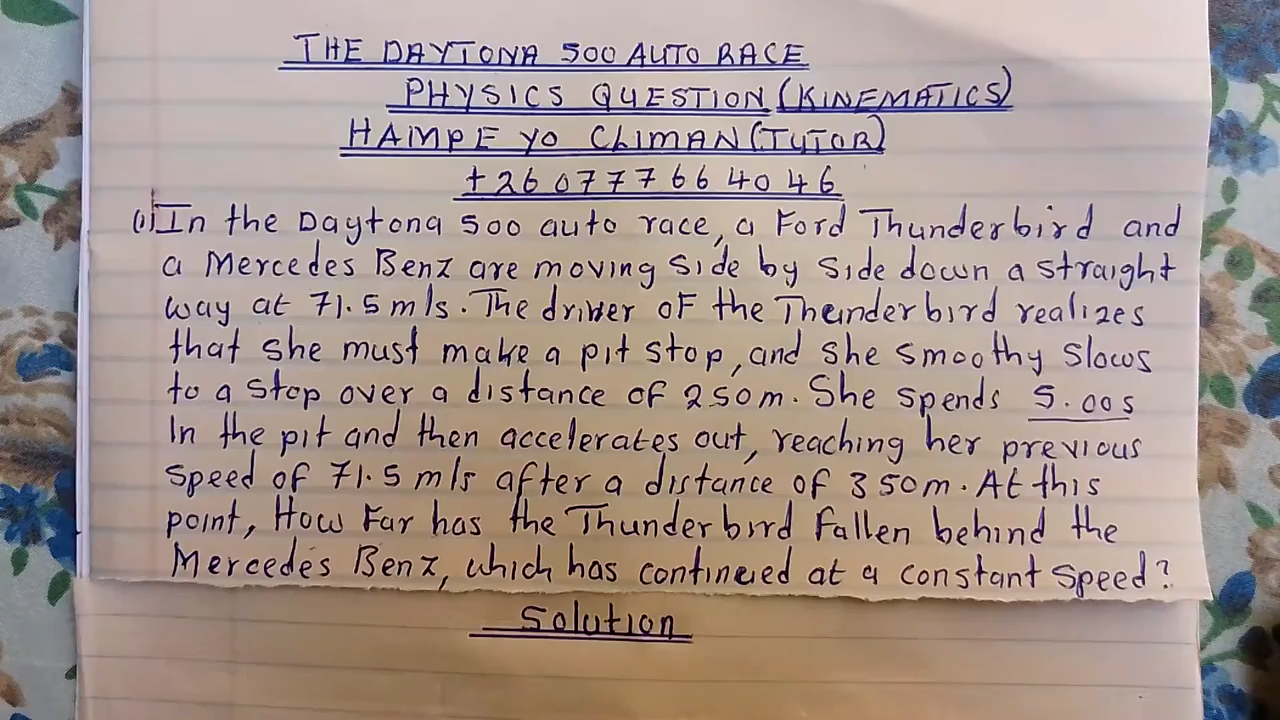 THE DAYTONA 500 AUTO RACE
PHYSICS QUESTION (KINEMATICS)
HAMPE YO CLIMAN (TUTOR)
+260777664046
(1) In the Daytona 500 auto race, a Ford Thunderbird and
a Mercedes Benz are moving side by side down a straight
way at 71.5 m/s. The driver of the Thunderbird realizes
that she must make a pit stop, and she smoothy slows
to a stop over a distance of 250m. She spends 5.00s
In the pit and then accelerates out, reaching her previous
speed of 71.5 m/s after a distance of 350m. At this
point, How Far has the Thunderbird Fallen behind the
Mercedes Benz, which has continued at a constant speed?
Solution